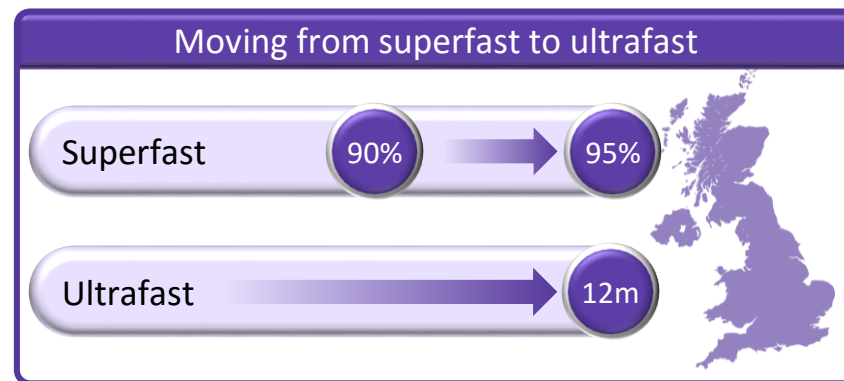 Moving from superfast to ultrafast
Superfast 90% 95%
Ultrafast 12m